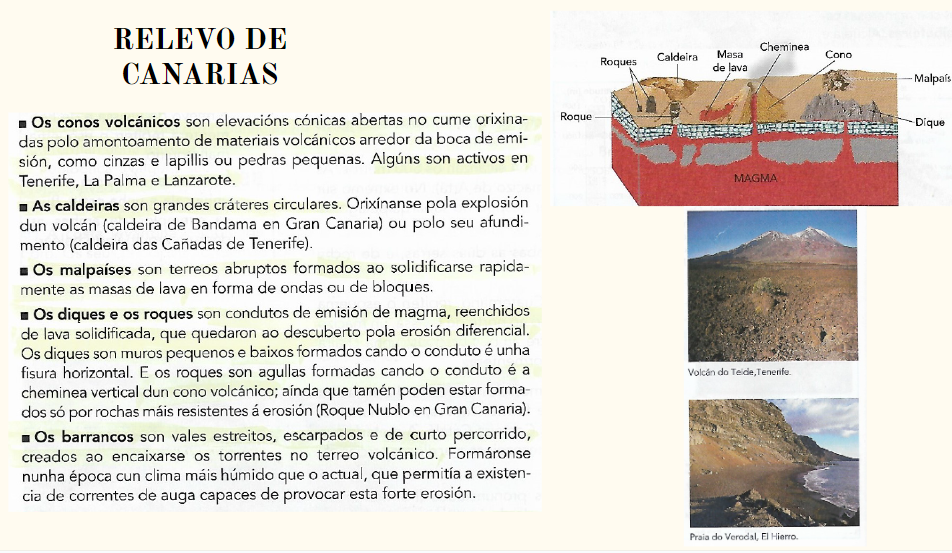 RELEVO DE
CANARIAS
■ Os conos volcánicos son elevacións cónicas abertas no cume orixina-
das polo amontoamento de materiais volcánicos arredor da boca de emi-
sión, como cinzas e lapillis ou pedras pequenas. Algúns son activos en
Tenerife, La Palma e Lanzarote.
■ As caldeiras son grandes cráteres circulares. Orixínanse pola explosión
dun volcán (caldeira de Bandama en Gran Canaria) ou polo seu afundi-
mento (caldeira das Cañadas de Tenerife).
■ Os malpaíses son terreos abruptos formados ao solidificarse rapida-
mente as masas de lava en forma de ondas ou de bloques.
■ Os diques e os roques son condutos de emisión de magma, reenchidos
de lava solidificada, que quedaron ao descuberto pola erosión diferencial.
Os diques son muros pequenos e baixos formados cando o conduto é unha
fisura horizontal. E os roques son agullas formadas cando o conduto é a
cheminea vertical dun cono volcánico; aínda que tamén poden estar forma-
dos só por rochas máis resistentes á erosión (Roque Nublo en Gran Canaria).
■ Os barrancos son vales estreitos, escarpados e de curto percorrido,
creados ao encaixarse os torrentes no terreo volcánico. Formáronse
nunha época cun clima máis húmido que o actual, que permitía a existen-
cia de correntes de auga capaces de provocar esta forte erosión.
Roques
Caldeira
Masa
de lava
Cheminea
Cono
Malpaís
Roque
Dique
MAGMA
Volcán do Teide,Tenerife.
Praia do Verodal, El Hierro.